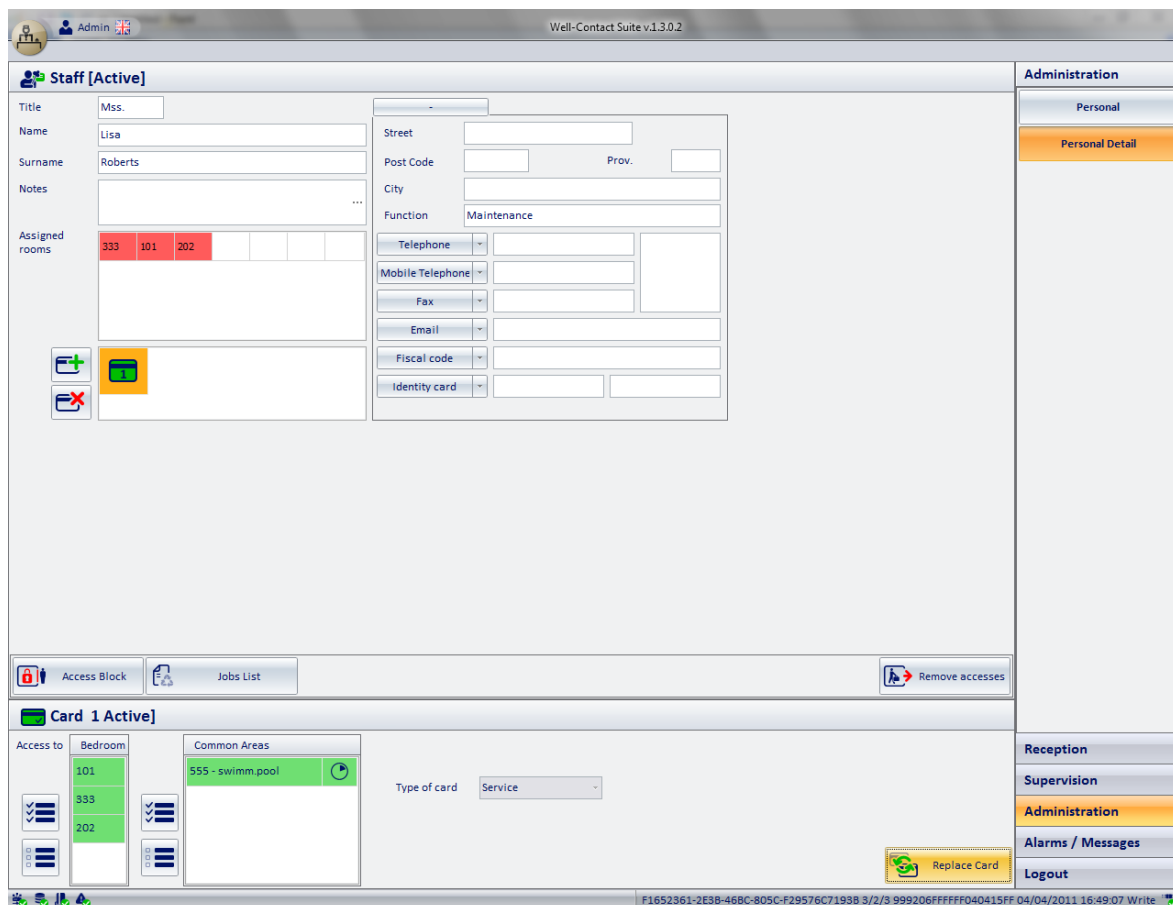 Admin
Well-Contact Suite v.1.3.0.2
Staff [Active]
Title
Mss.
-
Name
Lisa
Street
Surname
Roberts
Post Code
Prov.
Notes
...
City
Function
Maintenance
Assigned
rooms
333 101 202
Telephone
Mobile Telephone
Fax
Email
1
Fiscal code
Identity card
Access Block
Jobs List
Remove accesses
Card 1 Active]
Access to
Bedroom
Common Areas
101
555 - swimm.pool
333
202
Type of card
Service
Replace Card
Administration
Personal
Personal Detail
Reception
Supervision
Administration
Alarms / Messages
Logout
F1652361-2E3B-46BC-805C-F29576C7193B 3/2/3 999206FFFFFF040415FF 04/04/2011 16:49:07 Write